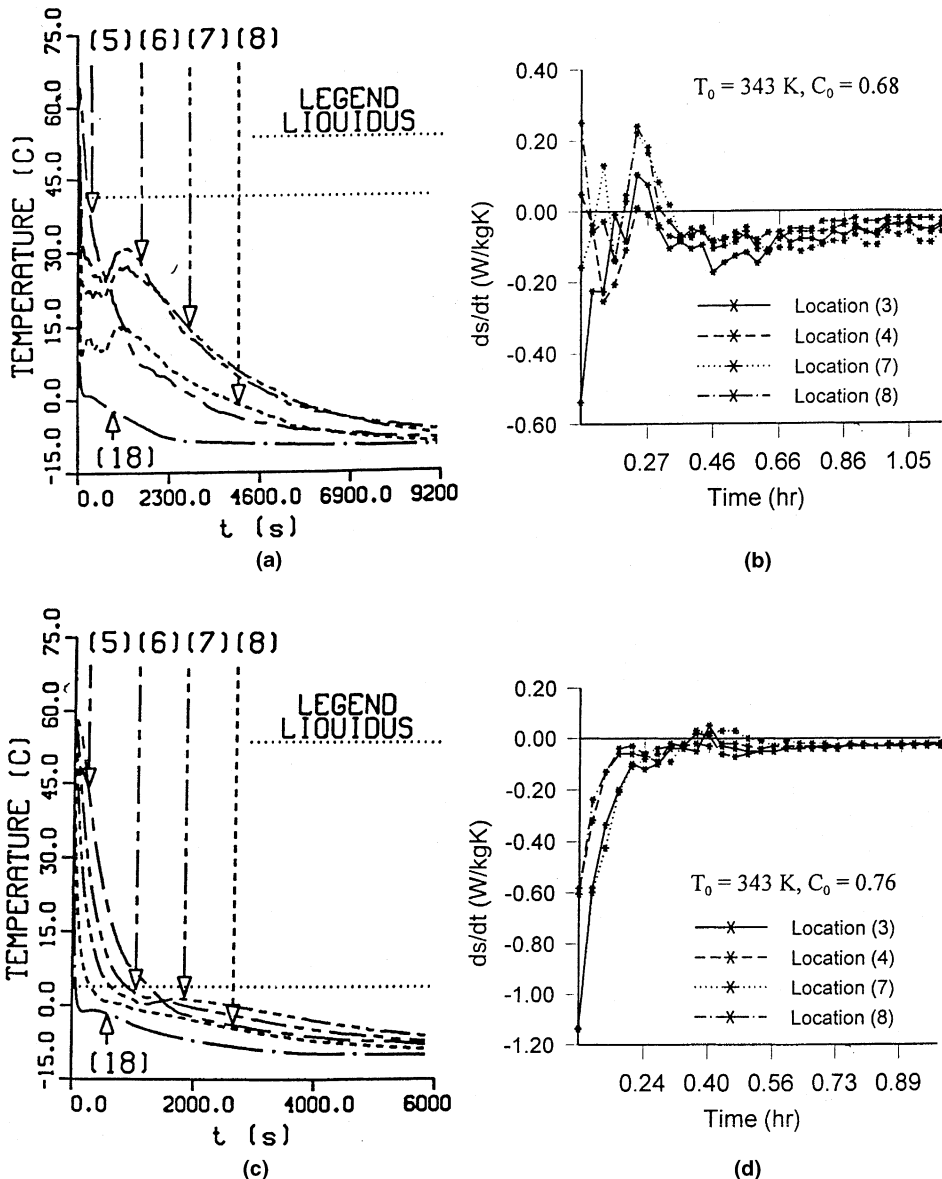 75.0
60.0
45.0
30.0
15.0
0.0
-15.0
TEMPERATURE (C)
(5) (6) (7) (8)
LEGEND
LIQUIDUS
(18)
0.0 2300.0 4600.0 6900.0 9200
t (s)
(a)
0.40
0.20
0.00
-0.20
-0.40
-0.60
ds/dt (W/kgK)
T0 = 343 K, C0 = 0.68
Location (3)
Location (4)
Location (7)
Location (8)
0.27 0.46 0.66 0.86 1.05
Time (hr)
(b)
75.0
60.0
45.0
30.0
15.0
0.0
-15.0
TEMPERATURE (C)
(5) (6) (7) (8)
LEGEND
LIQUIDUS
(18)
0.0 2000.0 4000.0 6000
t (s)
(c)
0.20
0.00
-0.20
-0.40
-0.60
-0.80
-1.00
-1.20
ds/dt (W/kgK)
T0 = 343 K, C0 = 0.76
Location (3)
Location (4)
Location (7)
Location (8)
0.24 0.40 0.56 0.73 0.89
Time (hr)
(d)